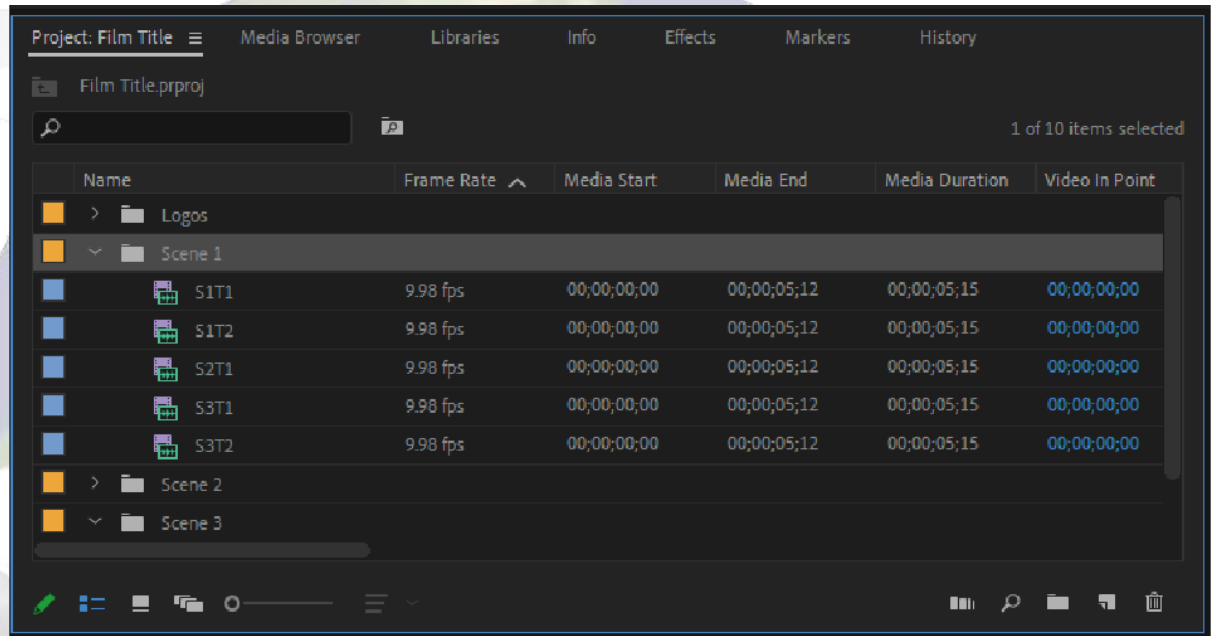 Project: Film Title Media Browser Libraries Info Effects Markers History
Film Title.prproj
1 of 10 items selected
Name Frame Rate Media Start Media End Media Duration Video In Point
Logos
Scene 1
S1T1 9.98 fps 00;00;00;00 00;00;05;12 00;00;05;15 00;00;00;00
S1T2 9.98 fps 00;00;00;00 00;00;05;12 00;00;05;15 00;00;00;00
S2T1 9.98 fps 00;00;00;00 00;00;05;12 00;00;05;15 00;00;00;00
S3T1 9.98 fps 00;00;00;00 00;00;05;12 00;00;05;15 00;00;00;00
S3T2 9.98 fps 00;00;00;00 00;00;05;12 00;00;05;15 00;00;00;00
Scene 2
Scene 3